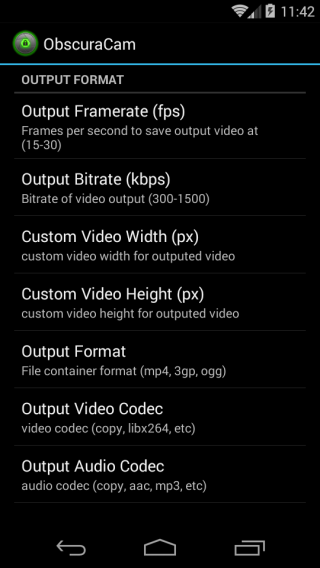 11:42
ObscuraCam
OUTPUT FORMAT
Output Framerate (fps)
Frames per second to save output video at
(15-30)
Output Bitrate (kbps)
Bitrate of video output (300-1500)
Custom Video Width (px)
custom video width for outputed video
Custom Video Height (px)
custom video height for outputed video
Output Format
File container format (mp4, 3gp, ogg)
Output Video Codec
video codec (copy, libx264, etc)
Output Audio Codec
audio codec (copy, aac, mp3, etc)